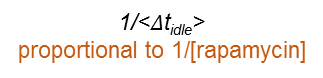 1/<Δt_idle>
proportional to 1/[rapamycin]